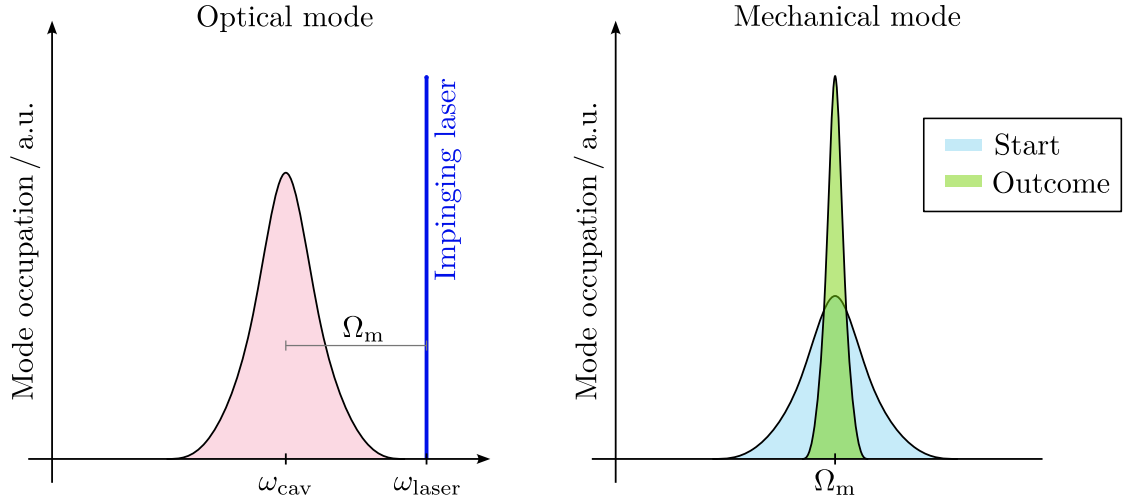 Optical mode
Mode occupation / a.u.
Impinging laser
Ωm
ωcav
ωlaser
Mechanical mode
Mode occupation / a.u.
Start
Outcome
Ωm